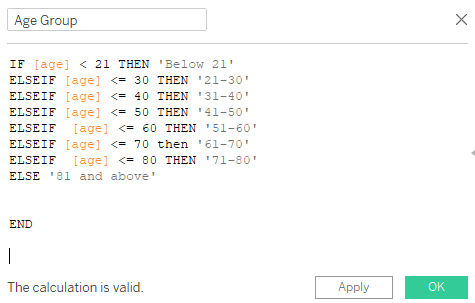 Age Group
IF [age] < 21 THEN 'Below 21'
ELSEIF [age] <= 30 THEN '21-30'
ELSEIF [age] <= 40 THEN '31-40'
ELSEIF [age] <= 50 THEN '41-50'
ELSEIF  [age] <= 60 THEN '51-60'
ELSEIF [age] <= 70 then '61-70'
ELSEIF  [age] <= 80 THEN '71-80'
ELSE '81 and above'
END
The calculation is valid.
Apply
OK